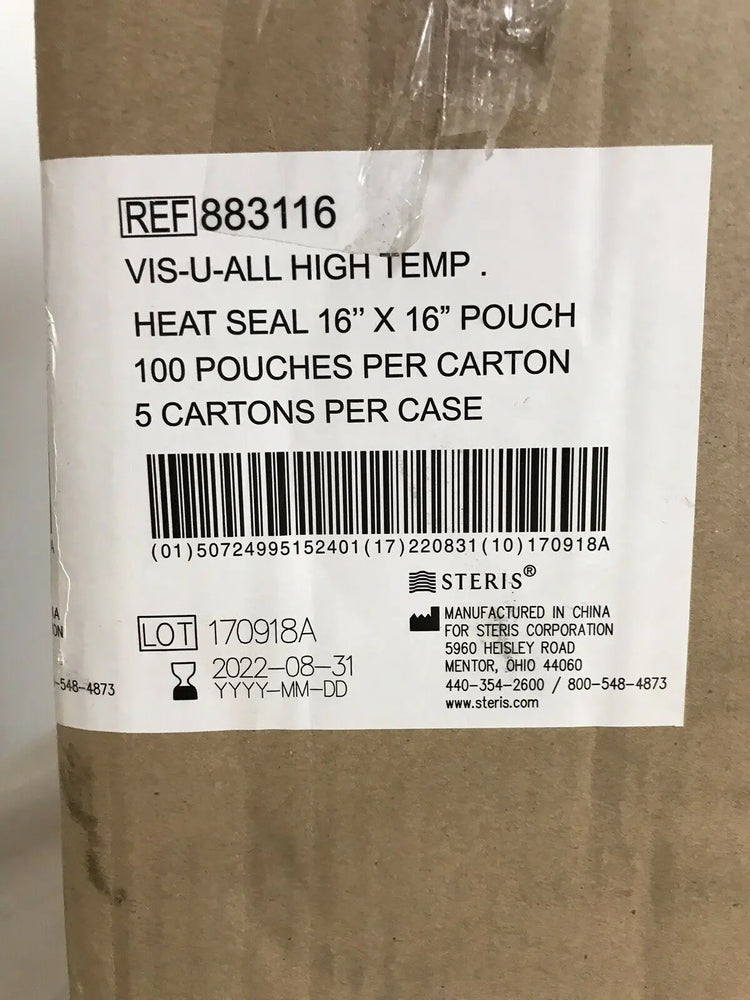 REF 883116
VIS-U-ALL HIGH TEMP .
HEAT SEAL 16’’ X 16” POUCH
100 POUCHES PER CARTON
5 CARTONS PER CASE
(01)50724995152401(17)220831(10)170918A
STERIS®
LOT 170918A
2022-08-31
YYYY-MM-DD
MANUFACTURED IN CHINA
FOR STERIS CORPORATION
5960 HEISLEY ROAD
MENTOR, OHIO 44060
440-354-2600 / 800-548-4873
www.steris.com
-548-4873